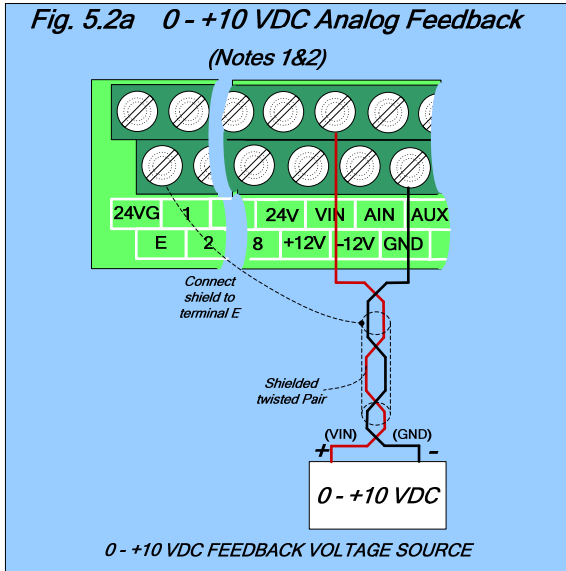 Fig. 5.2a 0 - +10 VDC Analog Feedback
(Notes 1&2)
24VG 1 24V VIN AIN AUX
E 2 8 +12V -12V GND
Connect
shield to
terminal E
Shielded
twisted Pair
(VIN) (GND)
+ -
0 - +10 VDC
0 - +10 VDC FEEDBACK VOLTAGE SOURCE